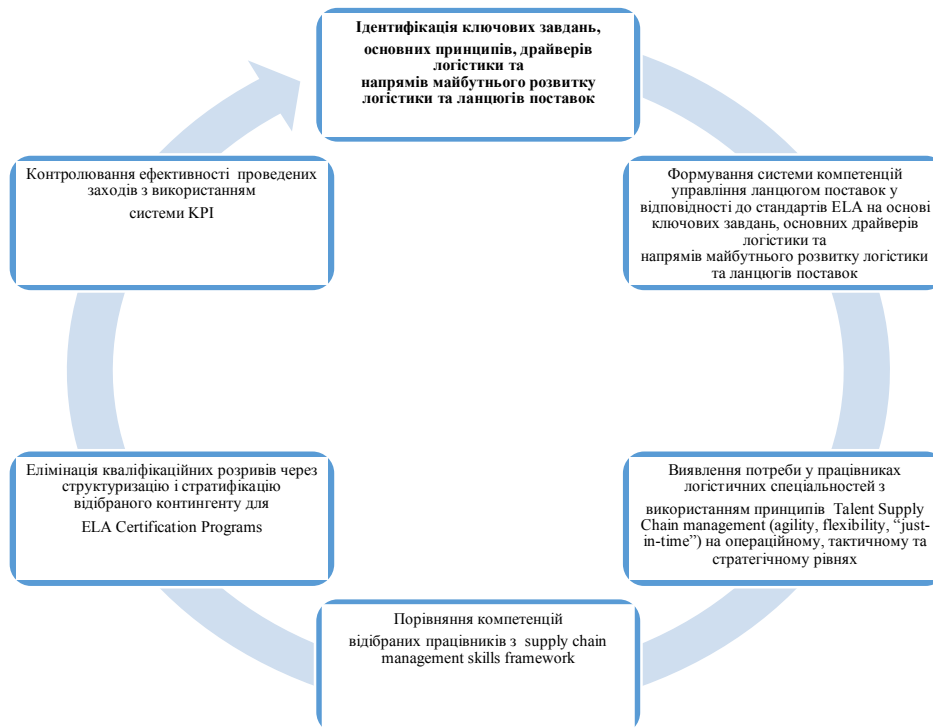 Ідентифікація ключових завдань,
основних принципів, драйверів
логістики та
напрямів майбутнього розвитку
логістики та ланцюгів поставок
Формування системи компетенцій
управління ланцюгом поставок у
відповідності до стандартів ELA на основі
ключових завдань, основних драйверів
логістики та
напрямів майбутнього розвитку логістики
та ланцюгів поставок
Виявлення потреби у працівниках
логістичних спеціальностей з
використанням принципів Talent Supply
Chain management (agility, flexibility, “just-
in-time”) на операційному, тактичному та
стратегічному рівнях
Порівняння компетенцій
відібраних працівників з supply chain
management skills framework
Елімінація кваліфікаційних розривів через
структуризацію і стратифікацію
відібраного контингенту для
ELA Certification Programs
Контролювання ефективності проведених
заходів з використанням
системи KPI